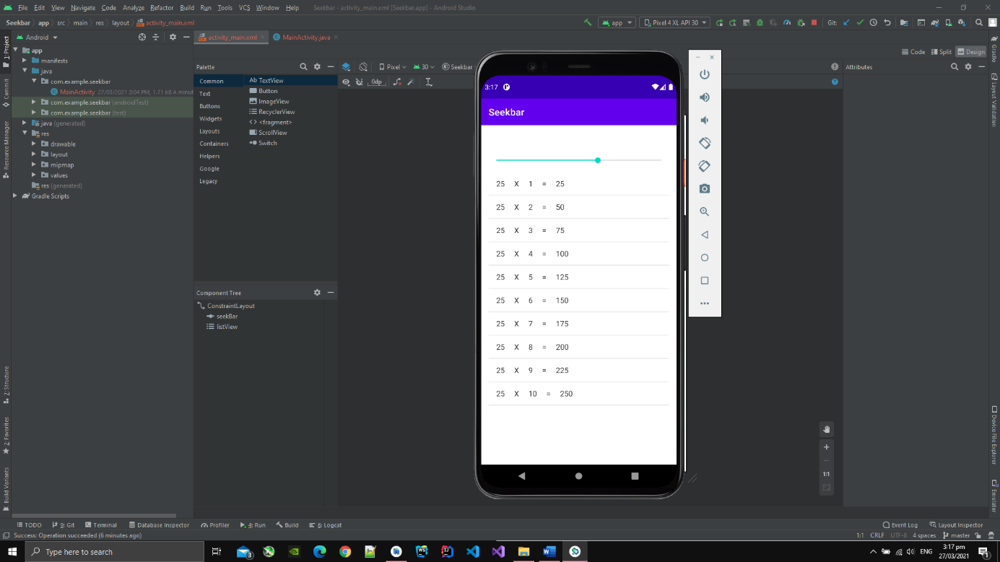 File Edit View Navigate Code Analyze Refactor Build Run Tools VCS Window Help Seekbar - activity_main.xml [Seekbar.app] - Android Studio
Seekbar app src main res layout activity_main.xml
app Pixel 4 XL API 30 Git:
Android
activity_main.xml MainActivity.java
Code Split Design
1: Project
Commit
Resource Manager
Z: Structure
2: Favorites
Build Variants
app
manifests
java
com.example.seekbar
MainActivity 27/03/2021 2:04 PM, 1.71 kB A minut
com.example.seekbar (androidTest)
com.example.seekbar (test)
java (generated)
res
drawable
layout
mipmap
values
res (generated)
Gradle Scripts
Palette
Common
Text
Buttons
Widgets
Layouts
Containers
Helpers
Google
Legacy
Ab TextView
Button
ImageView
RecyclerView
<> <fragment>
ScrollView
Switch
Component Tree
ConstraintLayout
seekBar
listView
Pixel 30 Seekbar
0dp
3:17
Seekbar
25 X 1 = 25
25 X 2 = 50
25 X 3 = 75
25 X 4 = 100
25 X 5 = 125
25 X 6 = 150
25 X 7 = 175
25 X 8 = 200
25 X 9 = 225
25 X 10 = 250
1:1
Attributes
Gradle
Layout Validation
Device File Explorer
Emulator
TODO 9: Git Terminal Database Inspector Profiler 4: Run Build 6: Logcat Event Log Layout Inspector
Success: Operation succeeded (6 minutes ago) 1:1 CRLF UTF-8 4 spaces master
Type here to search
3
ENG
3:17 pm
27/03/2021
1